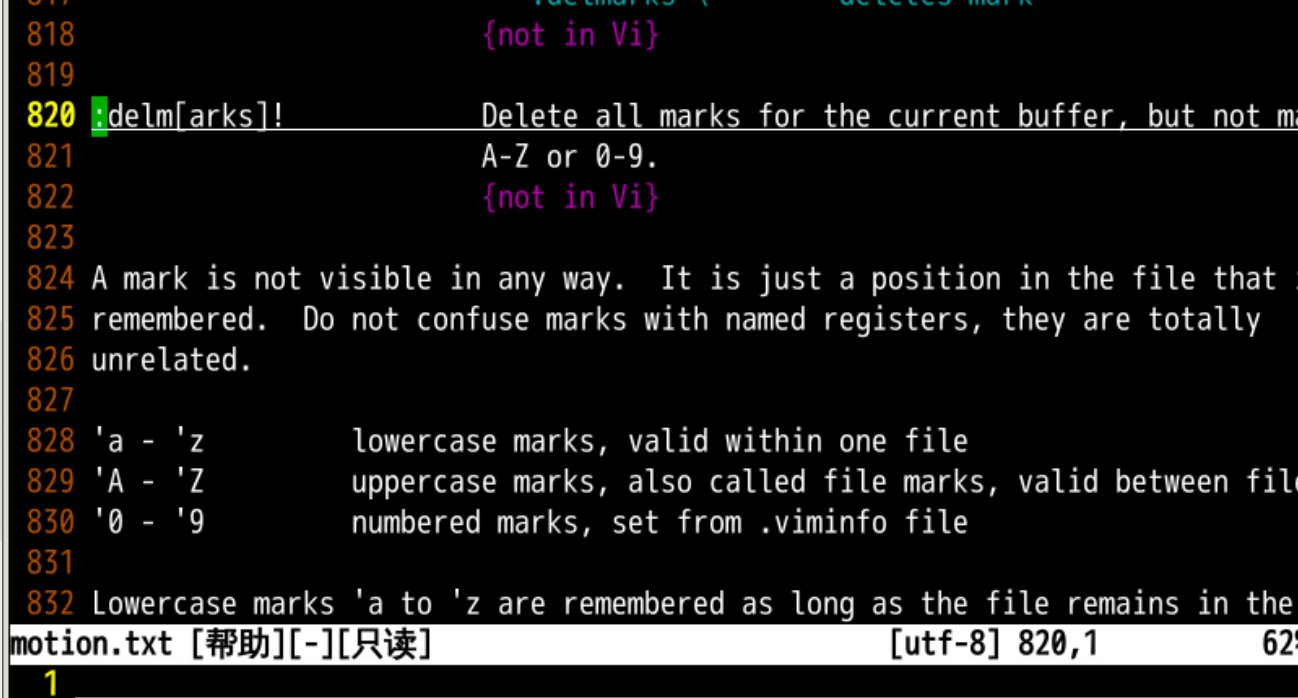 :delmarks \ deletes mark
818 {not in Vi}
819
820 :delm[arks]! Delete all marks for the current buffer, but not
821 A-Z or 0-9.
822 {not in Vi}
823
824 A mark is not visible in any way. It is just a position in the file that
825 remembered. Do not confuse marks with named registers, they are totally
826 unrelated.
827
828 'a - 'z lowercase marks, valid within one file
829 'A - 'Z uppercase marks, also called file marks, valid between
830 '0 - '9 numbered marks, set from .viminfo file
831
832 Lowercase marks 'a to 'z are remembered as long as the file remains in the
motion.txt [帮助][-][只读] [utf-8] 820,1 62%
1